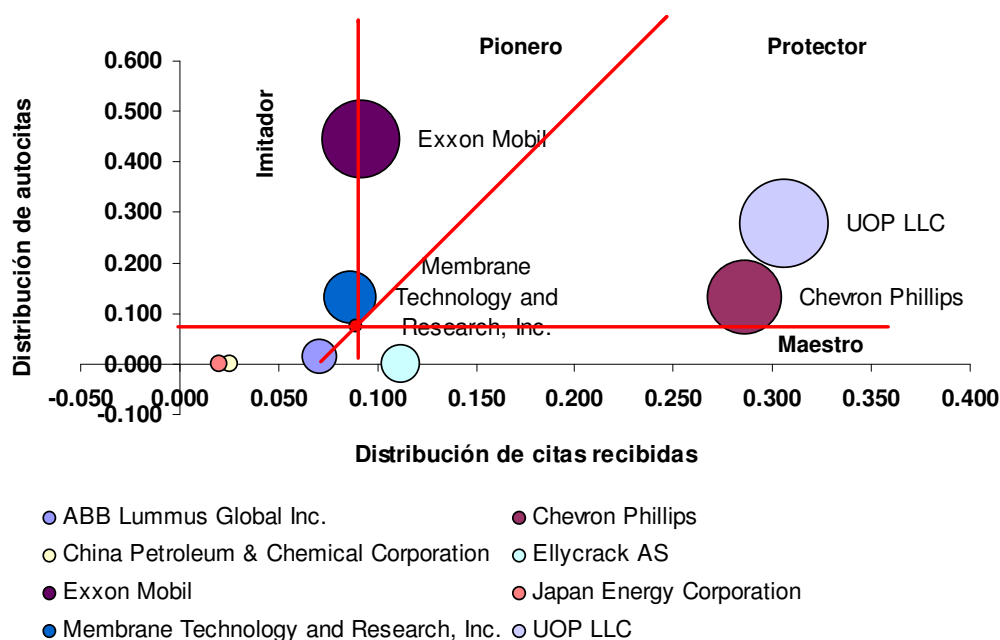 Pionero
Protector
Imitador
Distribución de autocitas
0.600
0.500
0.400
0.300
0.200
0.100
0.000
-0.100
Exxon Mobil
UOP LLC
Membrane
Technology and
Research, Inc.
Chevron Phillips
Maestro
-0.050 0.000 0.050 0.100 0.150 0.200 0.250 0.300 0.350 0.400
Distribución de citas recibidas
ABB Lummus Global Inc.
Chevron Phillips
China Petroleum & Chemical Corporation
Ellycrack AS
Exxon Mobil
Japan Energy Corporation
Membrane Technology and Research, Inc.
UOP LLC